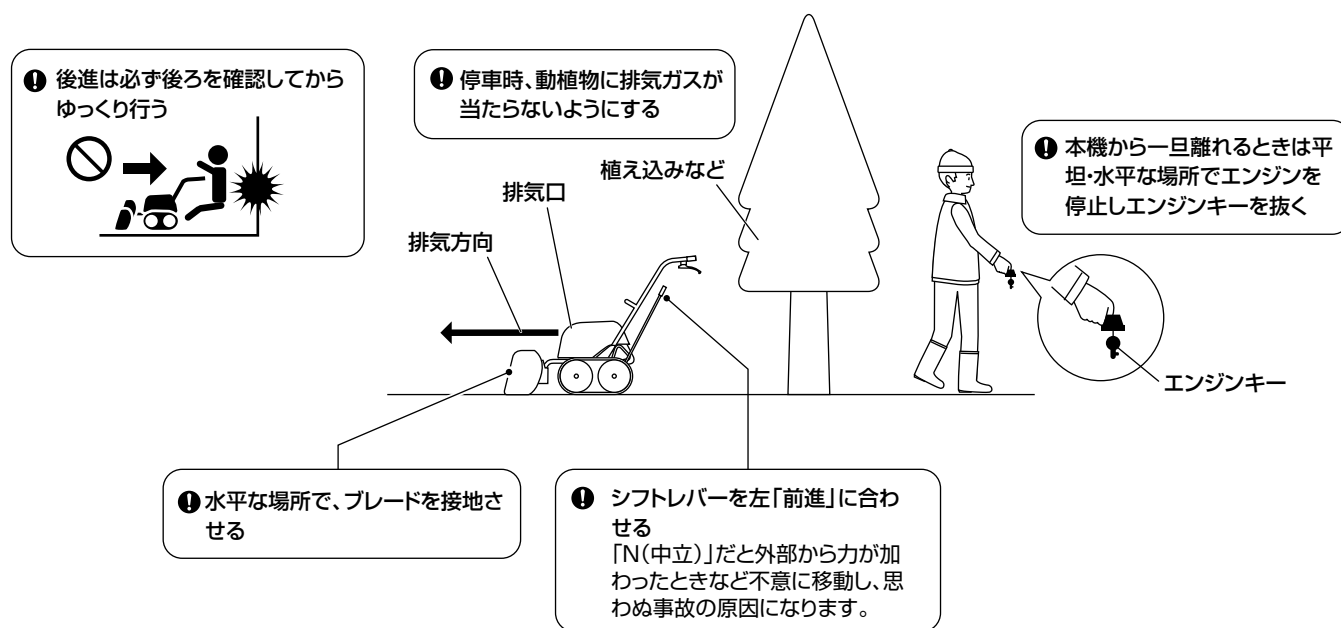 後進は必ず後ろを確認してから
ゆっくり行う
停車時、動植物に排気ガスが
当たらないようにする
植え込みなど
排気口
排気方向
本機から一旦離れるときは平
坦・水平な場所でエンジンを
停止しエンジンキーを抜く
エンジンキー
水平な場所で、ブレードを接地さ
せる
シフトレバーを左「前進」に合わ
せる
「N(中立)」だと外部から力が加
わったときなど不意に移動し、思
わぬ事故の原因になります。